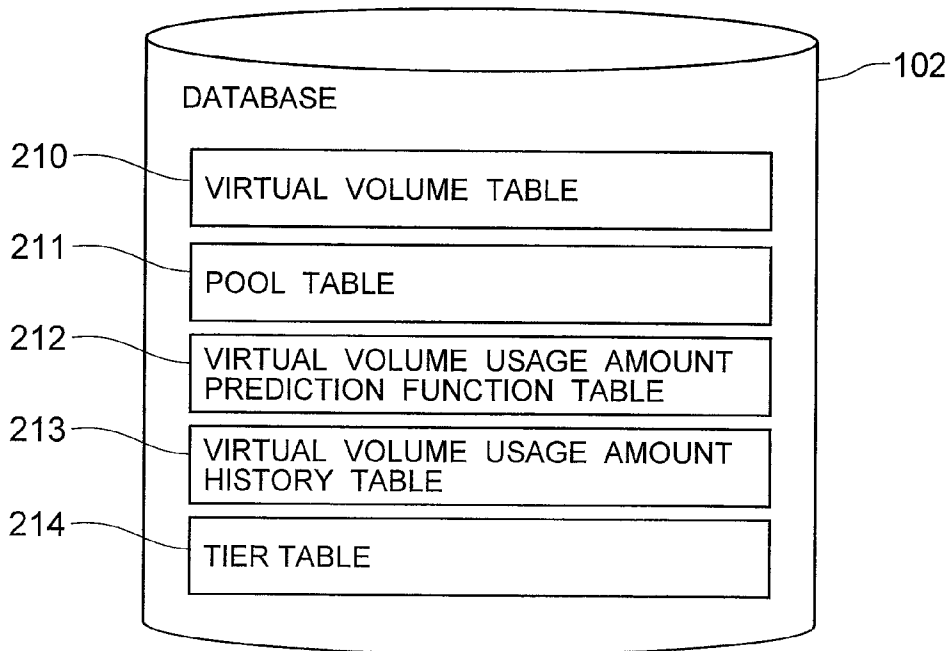 102
DATABASE
210
VIRTUAL VOLUME TABLE
211
POOL TABLE
212
VIRTUAL VOLUME USAGE AMOUNT
PREDICTION FUNCTION TABLE
213
VIRTUAL VOLUME USAGE AMOUNT
HISTORY TABLE
214
TIER TABLE